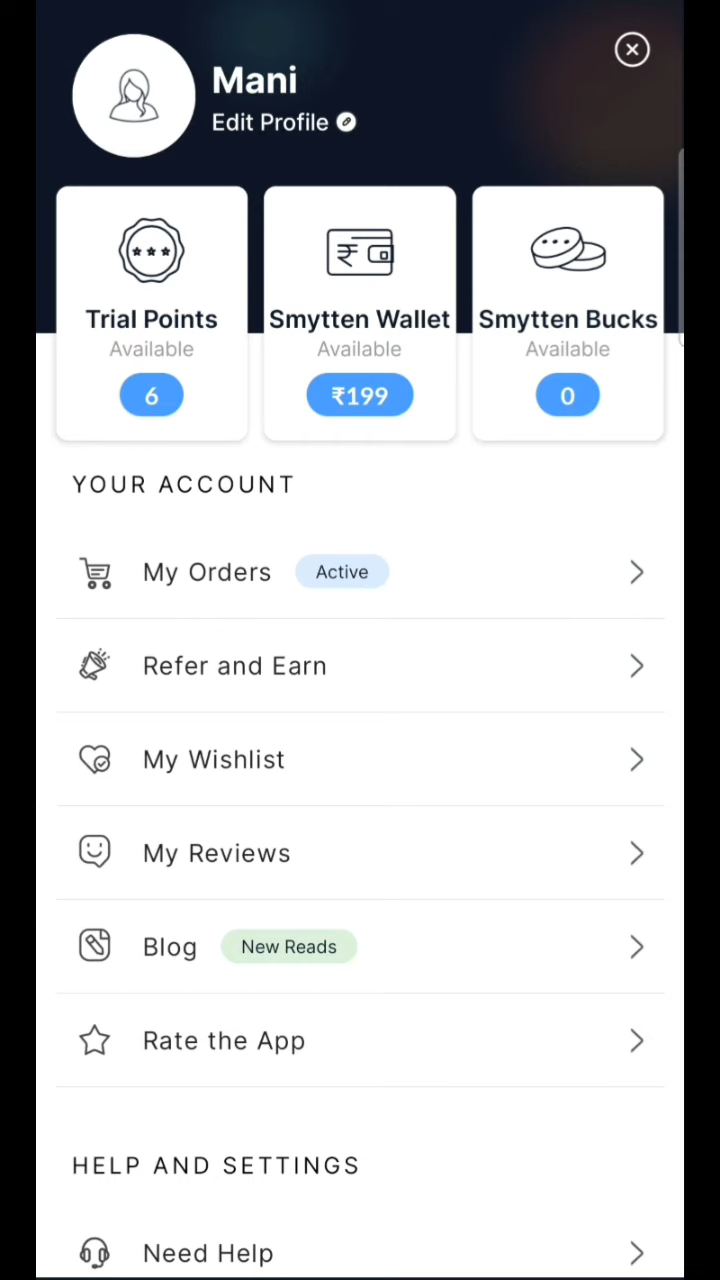 Mani
Edit Profile
Trial Points
Available
6
Smytten Wallet
Available
₹199
Smytten Bucks
Available
0
YOUR ACCOUNT
My Orders Active
Refer and Earn
My Wishlist
My Reviews
Blog New Reads
Rate the App
HELP AND SETTINGS
Need Help